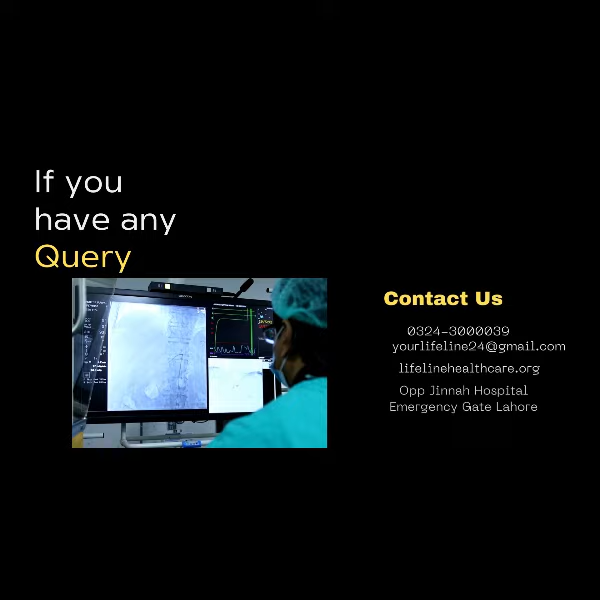 If you
have any
Query
Contact Us
0324-3000039
yourlifeline24@gmail.com
lifelinehealthcare.org
Opp Jinnah Hospital
Emergency Gate Lahore